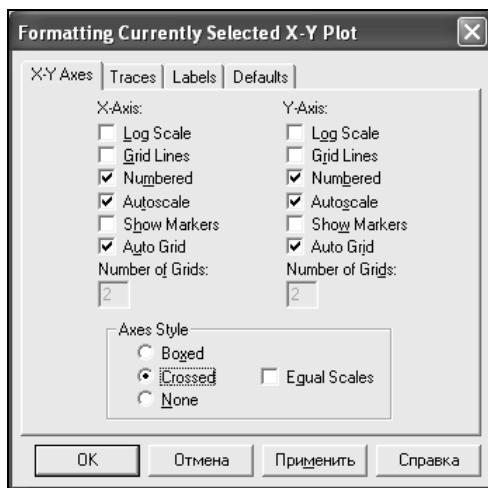 Formatting Currently Selected X-Y Plot
X-Y Axes Traces Labels Defaults
X-Axis: Y-Axis:
Log Scale Log Scale
Grid Lines Grid Lines
Numbered Numbered
Autoscale Autoscale
Show Markers Show Markers
Auto Grid Auto Grid
Number of Grids: Number of Grids:
2 2
Axes Style
Boxed
Crossed Equal Scales
None
OK Отмена Применить Справка